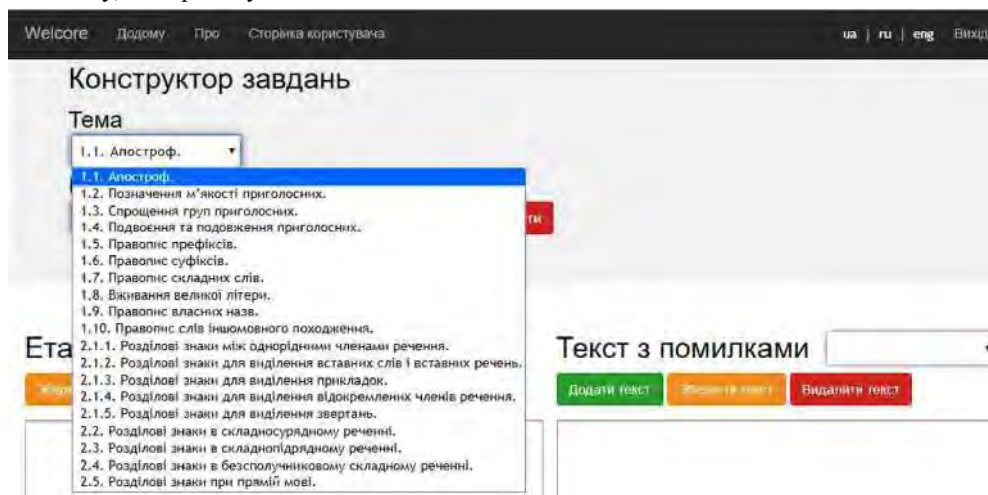 Welcore Додому Про Сторінка користувача ua | ru | eng Вихід
Конструктор завдань
Тема
1.1. Апостроф.
1.1. Апостроф.
1.2. Позначення м'якості приголосних.
1.3. Спрощення груп приголосних.
1.4. Подвоєння та подовження приголосних.
1.5. Правопис префіксів.
1.6. Правопис суфіксів.
1.7. Правопис складних слів.
1.8. Вживання великої літери.
1.9. Правопис власних назв.
1.10. Правопис слів іншомовного походження.
2.1.1. Розділові знаки між однорідними членами речення.
2.1.2. Розділові знаки для виділення вставних слів і вставних речень.
2.1.3. Розділові знаки для виділення прикладок.
2.1.4. Розділові знаки для виділення відокремлених членів речення.
2.1.5. Розділові знаки для виділення звертань.
2.2. Розділові знаки в складносурядному реченні.
2.3. Розділові знаки в складнопідрядному реченні.
2.4. Розділові знаки в безсполучниковому складному реченні.
2.5. Розділові знаки при прямій мові.
ти
Ета
Текст з помилками
Додати текст Зберегти текст Видалити текст